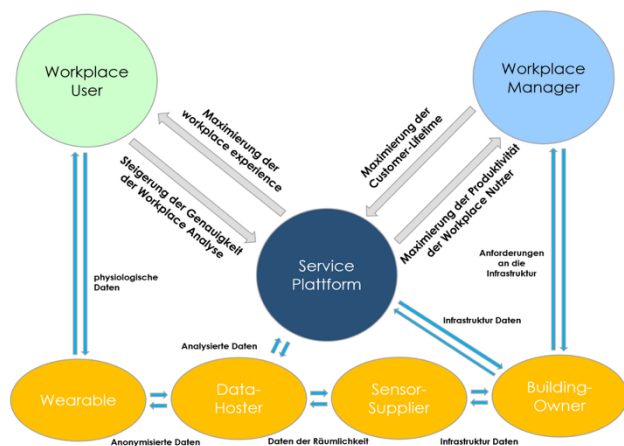 Workplace
User
Workplace
Manager
Maximierung der
workplace experience
Steigerung der Genauigkeit
der Workplace Analyse
Maximierung der
Customer-Lifetime
Maximierung der Produktivität
der Workplace Nutzer
Service
Plattform
physiologische
Daten
Anforderungen
an die
Infrastruktur
Analysierte Daten
Infrastruktur Daten
Wearable
Data-
Hoster
Sensor-
Supplier
Building-
Owner
Anonymisierte Daten
Daten der Räumlichkeit
Infrastruktur Daten